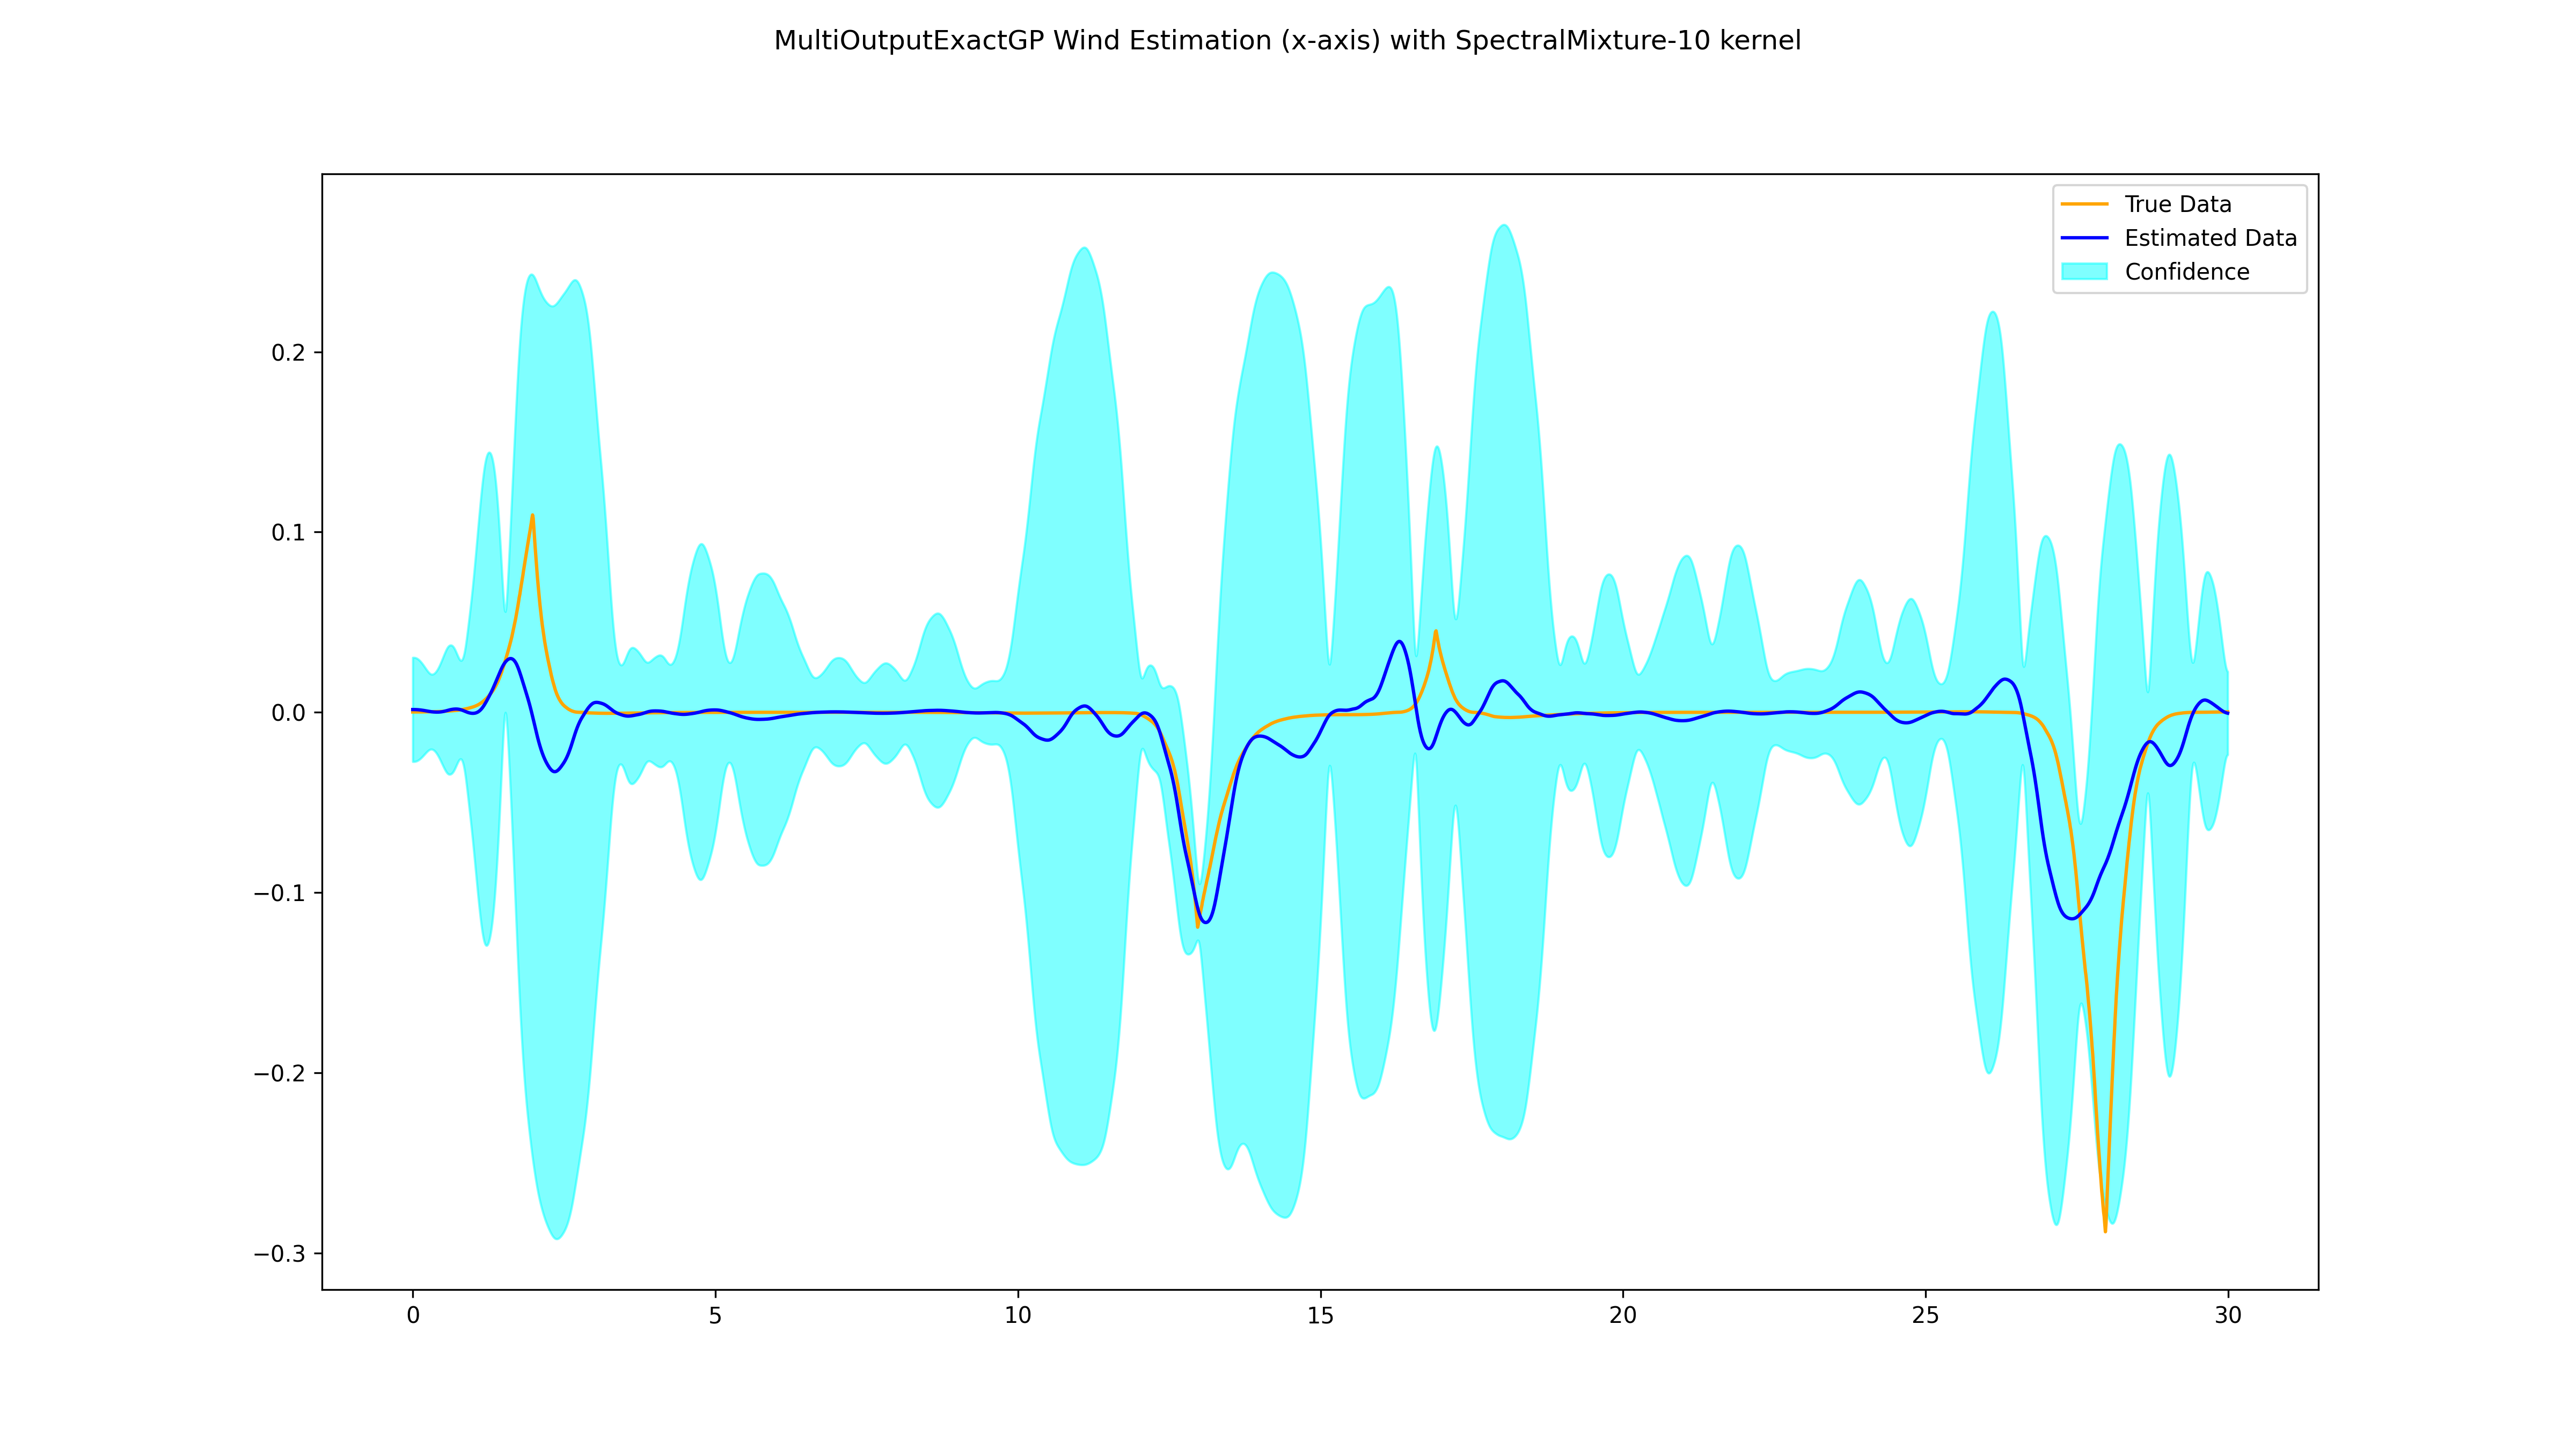 MultiOutputExactGP Wind Estimation (x-axis) with SpectralMixture-10 kernel
True Data
Estimated Data
Confidence
0.2
0.1
0.0
−0.1
−0.2
−0.3
0 5 10 15 20 25 30